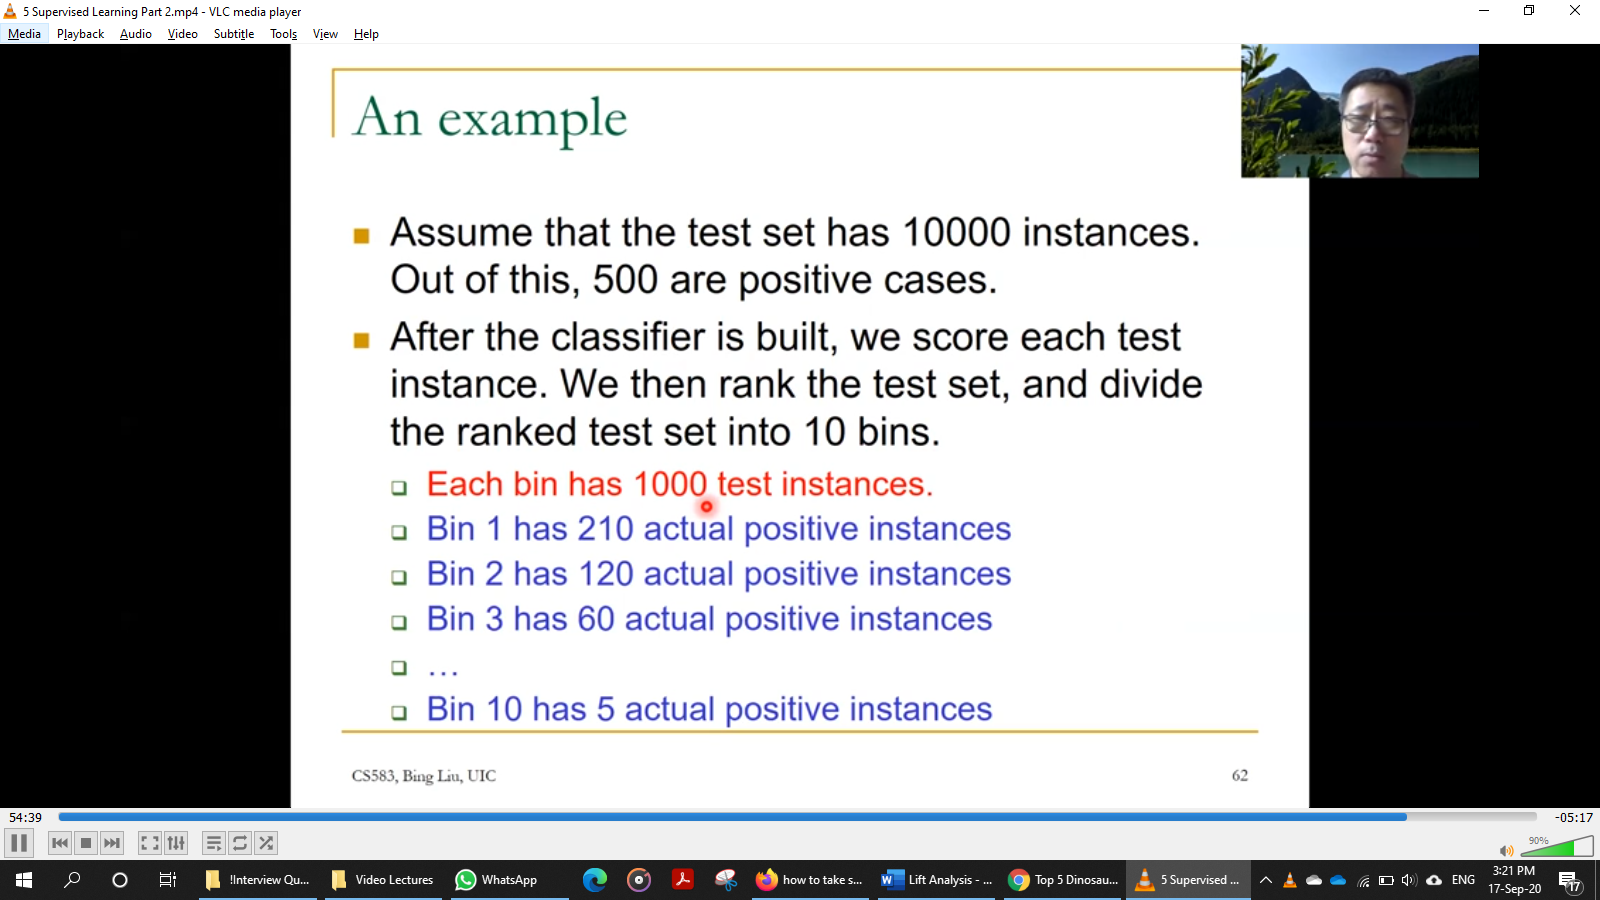 5 Supervised Learning Part 2.mp4 - VLC media player
Media Playback Audio Video Subtitle Tools View Help
An example
Assume that the test set has 10000 instances.
Out of this, 500 are positive cases.
After the classifier is built, we score each test
instance. We then rank the test set, and divide
the ranked test set into 10 bins.
Each bin has 1000 test instances.
Bin 1 has 210 actual positive instances
Bin 2 has 120 actual positive instances
Bin 3 has 60 actual positive instances
...
Bin 10 has 5 actual positive instances
CS583, Bing Liu, UIC 62
54:39 -05:17
90%
!Interview Qu... Video Lectures WhatsApp how to take s... Lift Analysis - ... Top 5 Dinosau... 5 Supervised ... ENG 3:21 PM
17-Sep-20 17